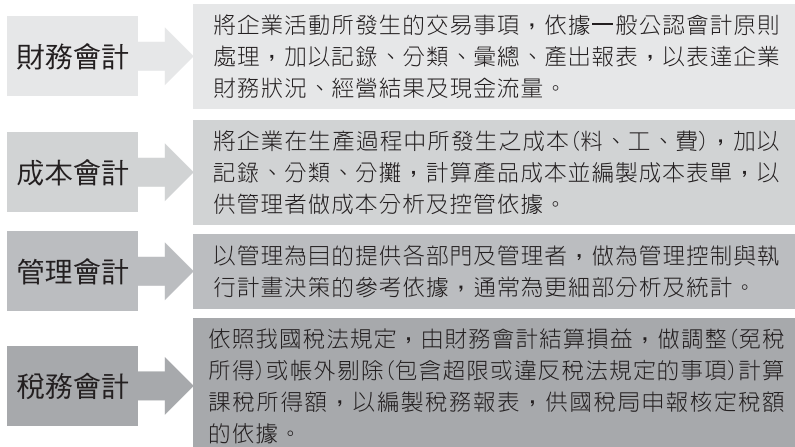 財務會計
將企業活動所發生的交易事項，依據一般公認會計原則
處理，加以記錄、分類、彙總、產出報表，以表達企業
財務狀況、經營結果及現金流量。
成本會計
將企業在生產過程中所發生之成本(料、工、費)，加以
記錄、分類、分攤，計算產品成本並編製成本表單，以
供管理者做成本分析及控管依據。
管理會計
以管理為目的提供各部門及管理者，做為管理控制與執
行計畫決策的參考依據，通常為更細部分析及統計。
稅務會計
依照我國稅法規定，由財務會計結算損益，做調整(免稅
所得)或帳外剔除(包含超限或違反稅法規定的事項)計算
課稅所得額，以編製稅務報表，供國稅局申報核定稅額
的依據。